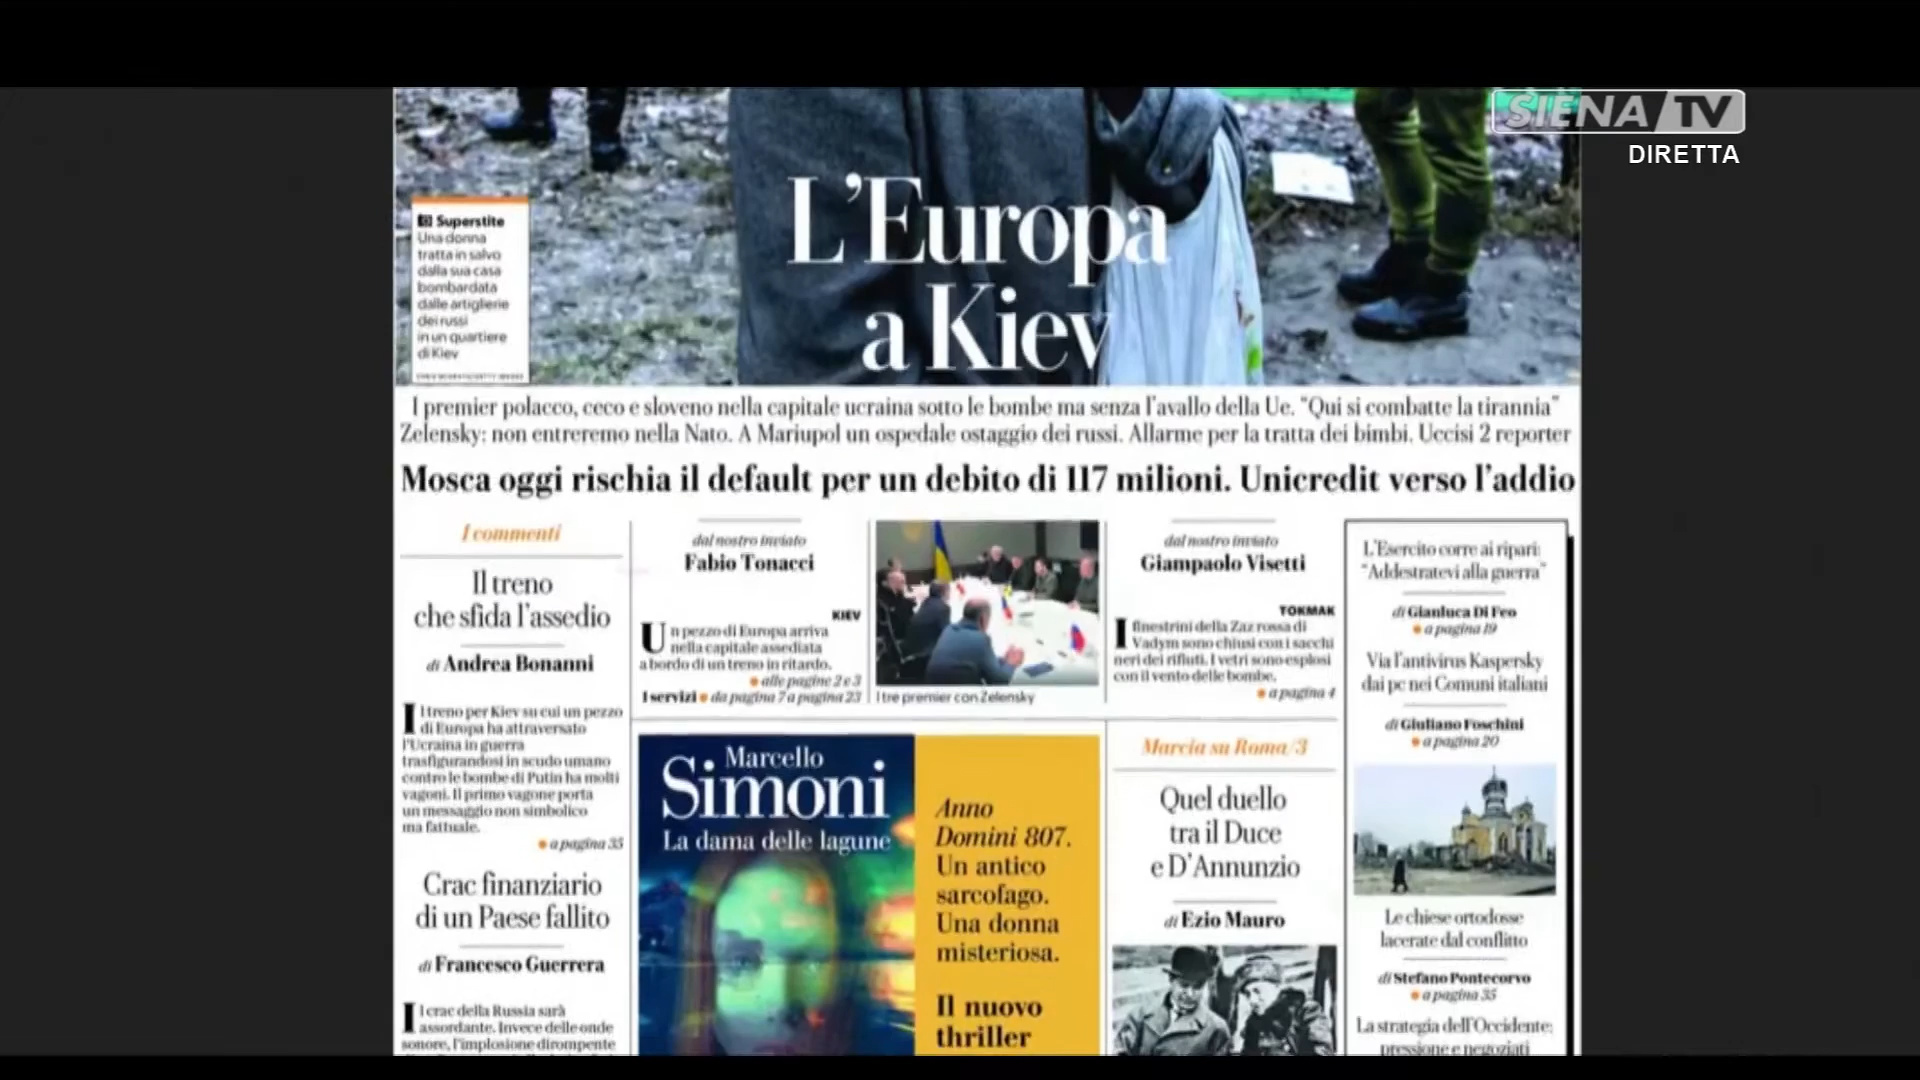 SIENA TV
DIRETTA
Superstite
Una donna
tratta in salvo
dalla sua casa
bombardata
dalle artiglierie
dei russi
in un quartiere
di Kiev
L'Europa
a Kiev
I premier polacco, ceco e sloveno nella capitale ucraina sotto le bombe ma senza l'avallo della Ue. "Qui si combatte la tirannia"
Zelensky: non entreremo nella Nato. A Mariupol un ospedale ostaggio dei russi. Allarme per la tratta dei bimbi. Uccisi 2 reporter
Mosca oggi rischia il default per un debito di 117 milioni. Unicredit verso l'addio
I commenti
Il treno
che sfida l'assedio
di Andrea Bonanni
Il treno per Kiev su cui un pezzo
di Europa ha attraversato
l'Ucraina in guerra
trasfigurandosi in scudo umano
contro le bombe di Putin ha molti
vagoni. Il primo vagone porta
un messaggio non simbolico
ma fattuale.
a pagina 35
Crac finanziario
di un Paese fallito
di Francesco Guerrera
Il crac della Russia sarà
assordante. Invece delle onde
sonore, l'implosione dirompente
dal nostro inviato
Fabio Tonacci
KIEV
Un pezzo di Europa arriva
nella capitale assediata
a bordo di un treno in ritardo.
alle pagine 2 e 3
I servizi da pagina 7 a pagina 23
I tre premier con Zelensky
dal nostro inviato
Giampaolo Visetti
TOKMAK
I finestrini della Zaz rossa di
Vadym sono chiusi con i sacchi
neri dei rifiuti. I vetri sono esplosi
con il vento delle bombe.
a pagina 4
Marcello
Simoni
La dama delle lagune
Anno
Domini 807.
Un antico
sarcofago.
Una donna
misteriosa.
Il nuovo
thriller
Marcia su Roma/3
Quel duello
tra il Duce
e D'Annunzio
di Ezio Mauro
L'Esercito corre ai ripari:
"Addestratevi alla guerra"
di Gianluca Di Feo
a pagina 19
Via l'antivirus Kaspersky
dai pc nei Comuni italiani
di Giuliano Foschini
a pagina 20
Le chiese ortodosse
lacerate dal conflitto
di Stefano Pontecorvo
a pagina 35
La strategia dell'Occidente:
pressione e negoziati